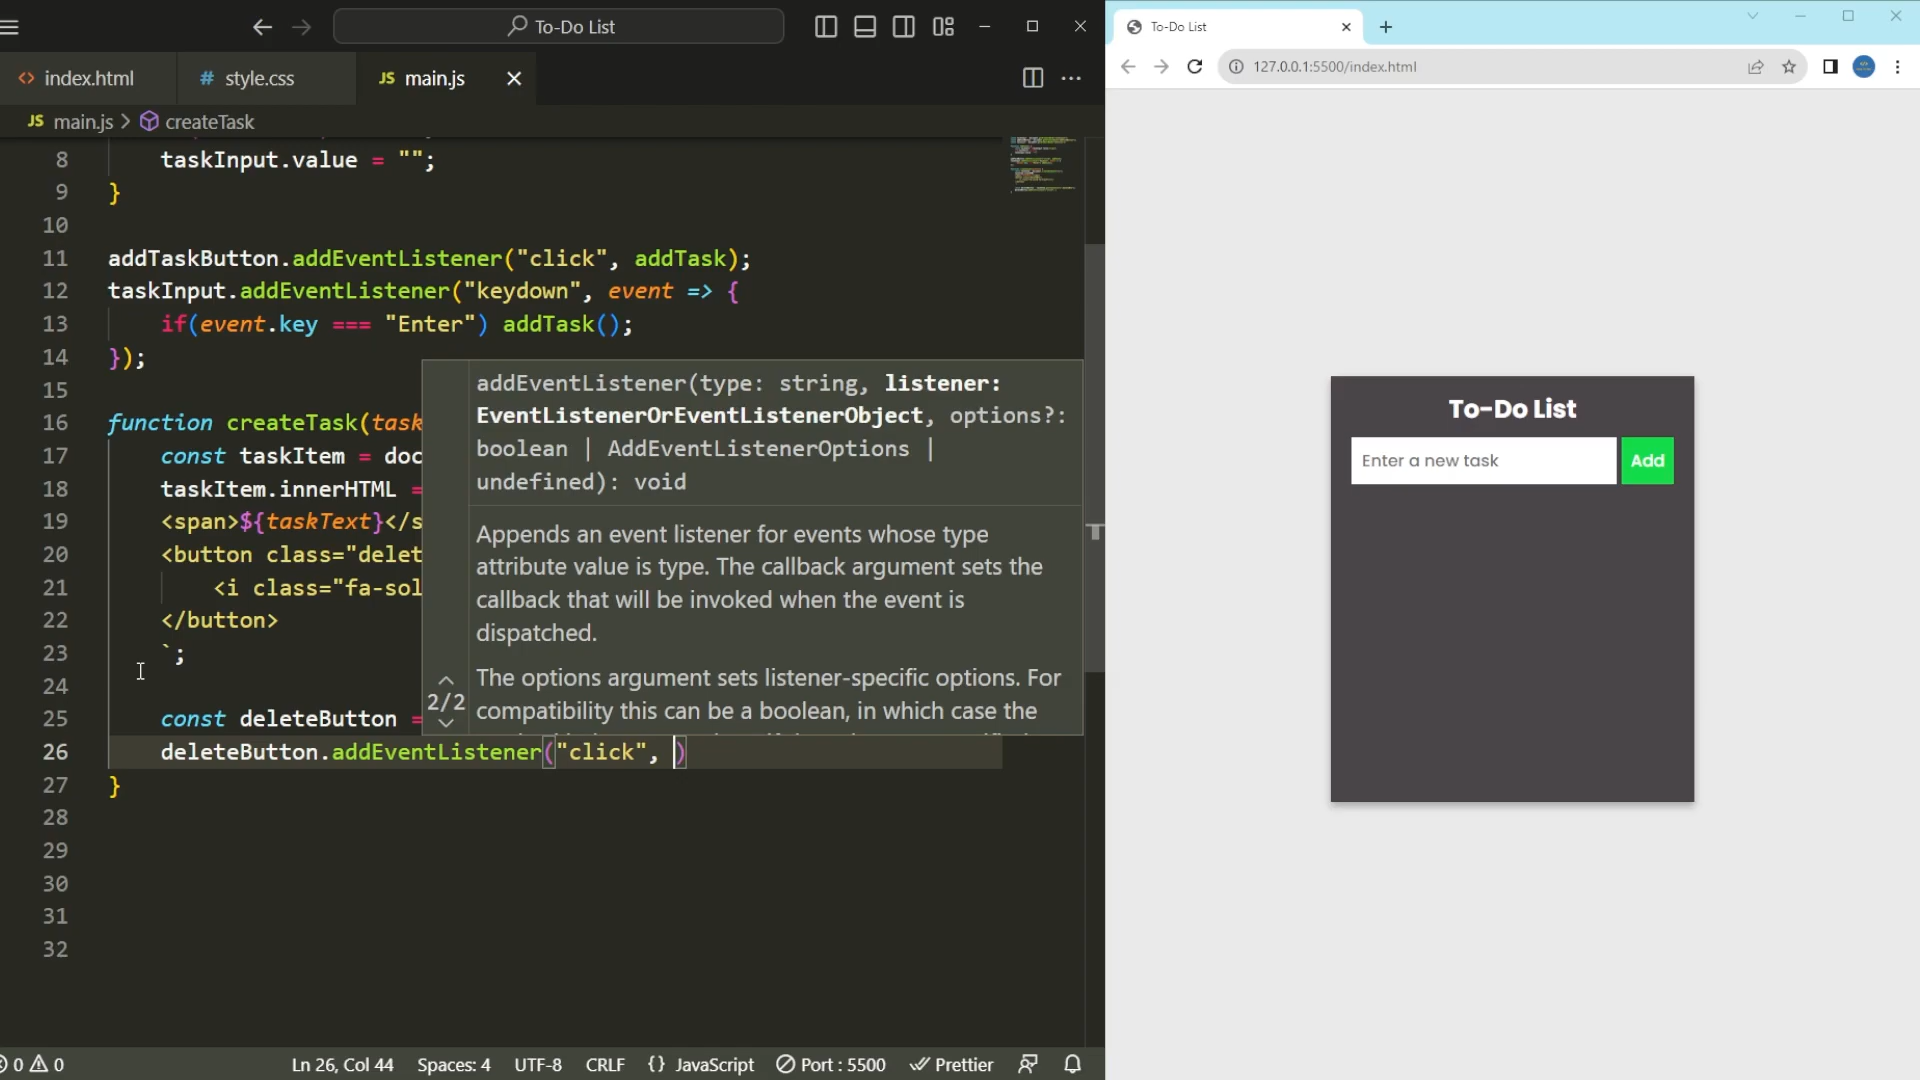 To-Do List
index.html
style.css
JS main.js
JS main.js > createTask
8 taskInput.value = "";
9 }
10
11 addTaskButton.addEventListener("click", addTask);
12 taskInput.addEventListener("keydown", event => {
13 if(event.key === "Enter") addTask();
14 });
15
16 function createTask(task
17 const taskItem = doc
18 taskItem.innerHTML =
19 <span>${taskText}</s
20 <button class="delet
21 <i class="fa-sol
22 </button>
23 `;
24
25 const deleteButton =
26 deleteButton.addEventListener("click", )
27 }
28
29
30
31
32
addEventListener(type: string, listener:
EventListenerOrEventListenerObject, options?:
boolean | AddEventListenerOptions |
undefined): void
Appends an event listener for events whose type
attribute value is type. The callback argument sets the
callback that will be invoked when the event is
dispatched.
The options argument sets listener-specific options. For
2/2
compatibility this can be a boolean, in which case the
0 0
Ln 26, Col 44
Spaces: 4
UTF-8
CRLF
{} JavaScript
Port : 5500
Prettier
To-Do List
127.0.0.1:5500/index.html
To-Do List
Enter a new task
Add